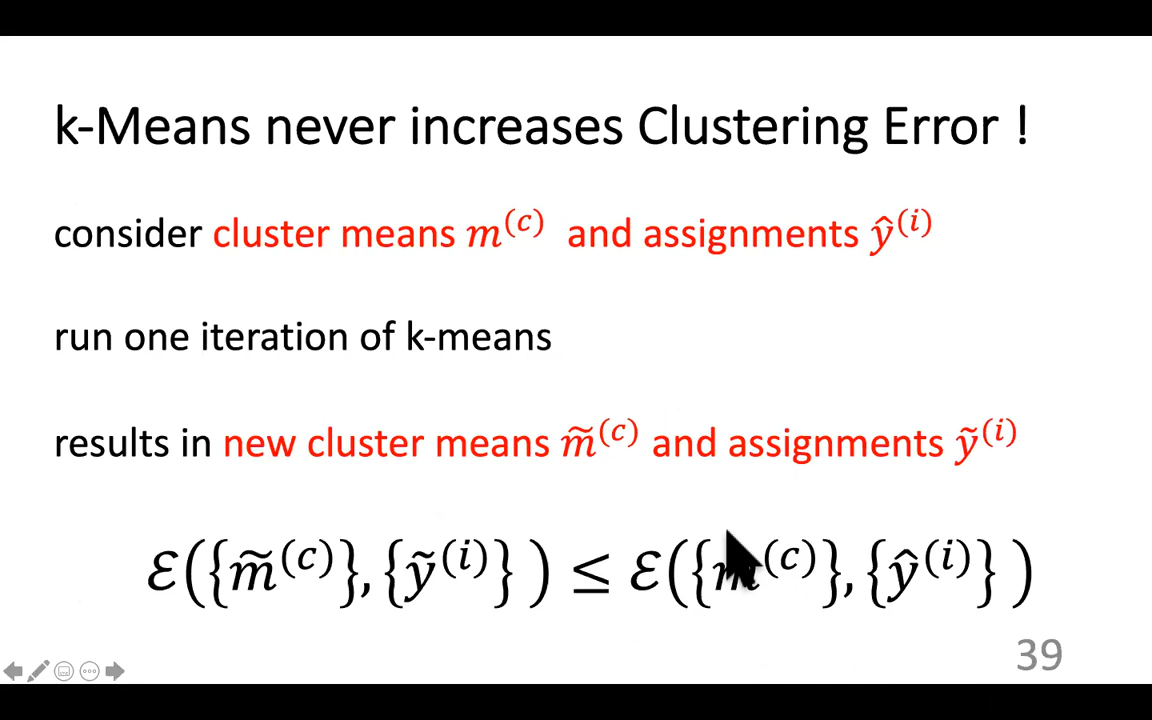 k-Means never increases Clustering Error !
consider cluster means m^(c) and assignments ŷ^(i)
run one iteration of k-means
results in new cluster means m̃^(c) and assignments ỹ^(i)
ℰ({m̃^(c)}, {ỹ^(i)} ) ≤ ℰ({m^(c)}, {ŷ^(i)} )
39